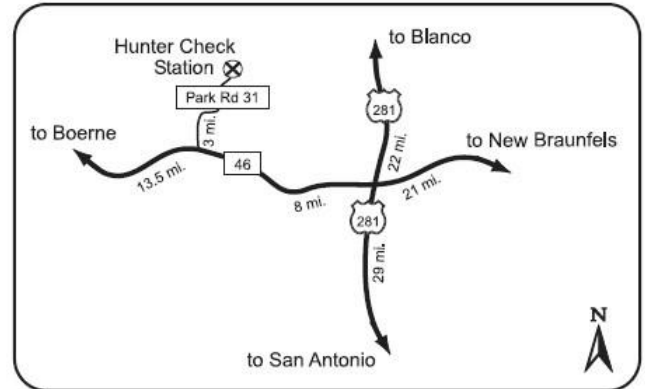 Hunter Check
Station
to Blanco
Park Rd 31
281
to Boerne
3 mi.
to New Braunfels
46
22 mi.
13.5 mi.
8 mi.
21 mi.
281
29 mi.
N
to San Antonio